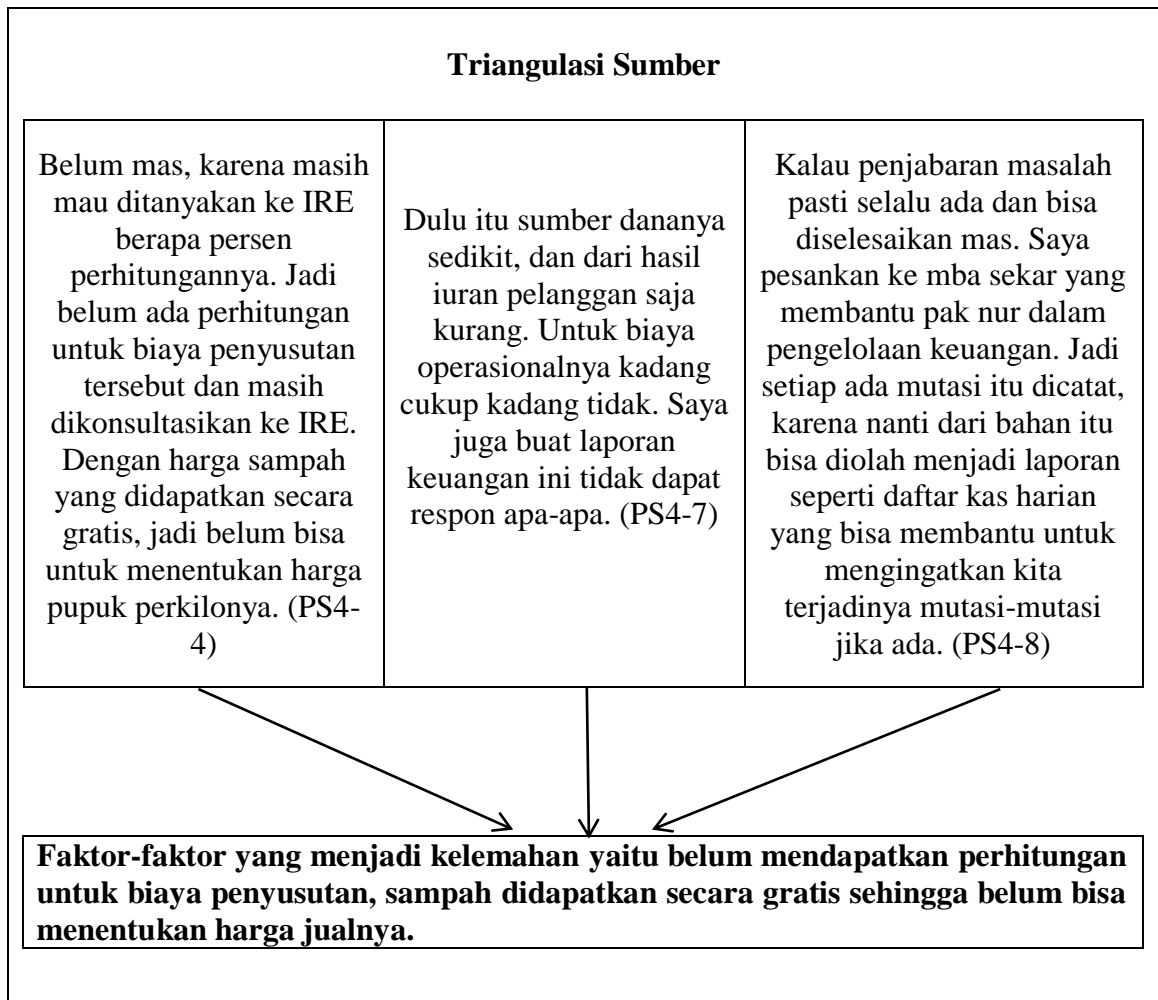 Triangulasi Sumber
Belum mas, karena masih
mau ditanyakan ke IRE
berapa persen
perhitungannya. Jadi
belum ada perhitungan
untuk biaya penyusutan
tersebut dan masih
dikonsultasikan ke IRE.
Dengan harga sampah
yang didapatkan secara
gratis, jadi belum bisa
untuk menentukan harga
pupuk perkilonya. (PS4-
4)
Dulu itu sumber dananya
sedikit, dan dari hasil
iuran pelanggan saja
kurang. Untuk biaya
operasionalnya kadang
cukup kadang tidak. Saya
juga buat laporan
keuangan ini tidak dapat
respon apa-apa. (PS4-7)
Kalau penjabaran masalah
pasti selalu ada dan bisa
diselesaikan mas. Saya
pesankan ke mba sekar yang
membantu pak nur dalam
pengelolaan keuangan. Jadi
setiap ada mutasi itu dicatat,
karena nanti dari bahan itu
bisa diolah menjadi laporan
seperti daftar kas harian
yang bisa membantu untuk
mengingatkan kita
terjadinya mutasi-mutasi
jika ada. (PS4-8)
Faktor-faktor yang menjadi kelemahan yaitu belum mendapatkan perhitungan
untuk biaya penyusutan, sampah didapatkan secara gratis sehingga belum bisa
menentukan harga jualnya.